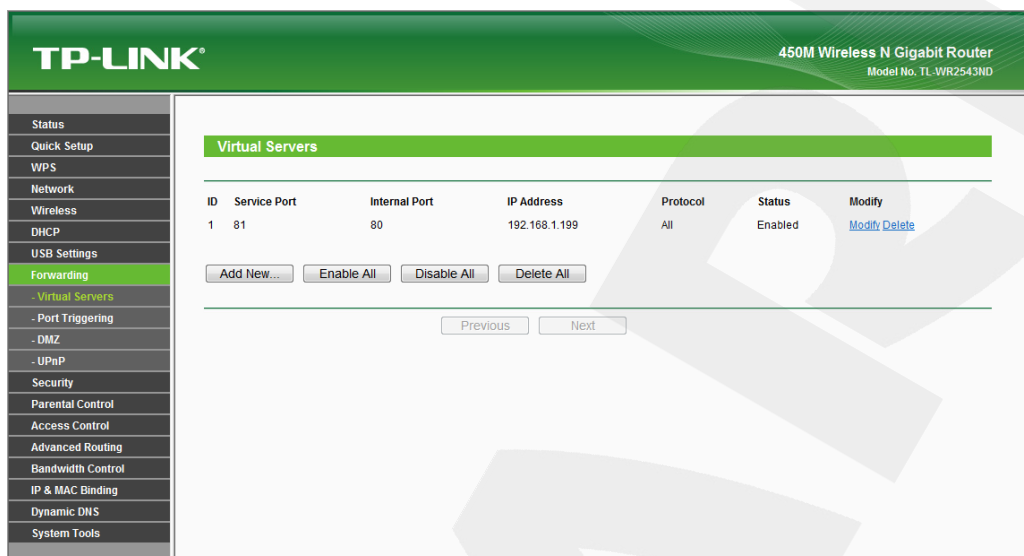 TP-LINK®
450M Wireless N Gigabit Router
Model No. TL-WR2543ND
Status
Quick Setup
WPS
Network
Wireless
DHCP
USB Settings
Forwarding
- Virtual Servers
- Port Triggering
- DMZ
- UPnP
Security
Parental Control
Access Control
Advanced Routing
Bandwidth Control
IP & MAC Binding
Dynamic DNS
System Tools
Virtual Servers
ID Service Port Internal Port IP Address Protocol Status Modify
1 81 80 192.168.1.199 All Enabled Modify Delete
Add New... Enable All Disable All Delete All
Previous Next